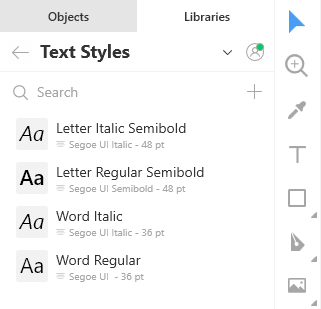 Objects Libraries
Text Styles
Search
Aa Letter Italic Semibold
Segoe UI Italic - 48 pt
Aa Letter Regular Semibold
Segoe UI Semibold - 48 pt
Aa Word Italic
Segoe UI Italic - 36 pt
Aa Word Regular
Segoe UI - 36 pt
T